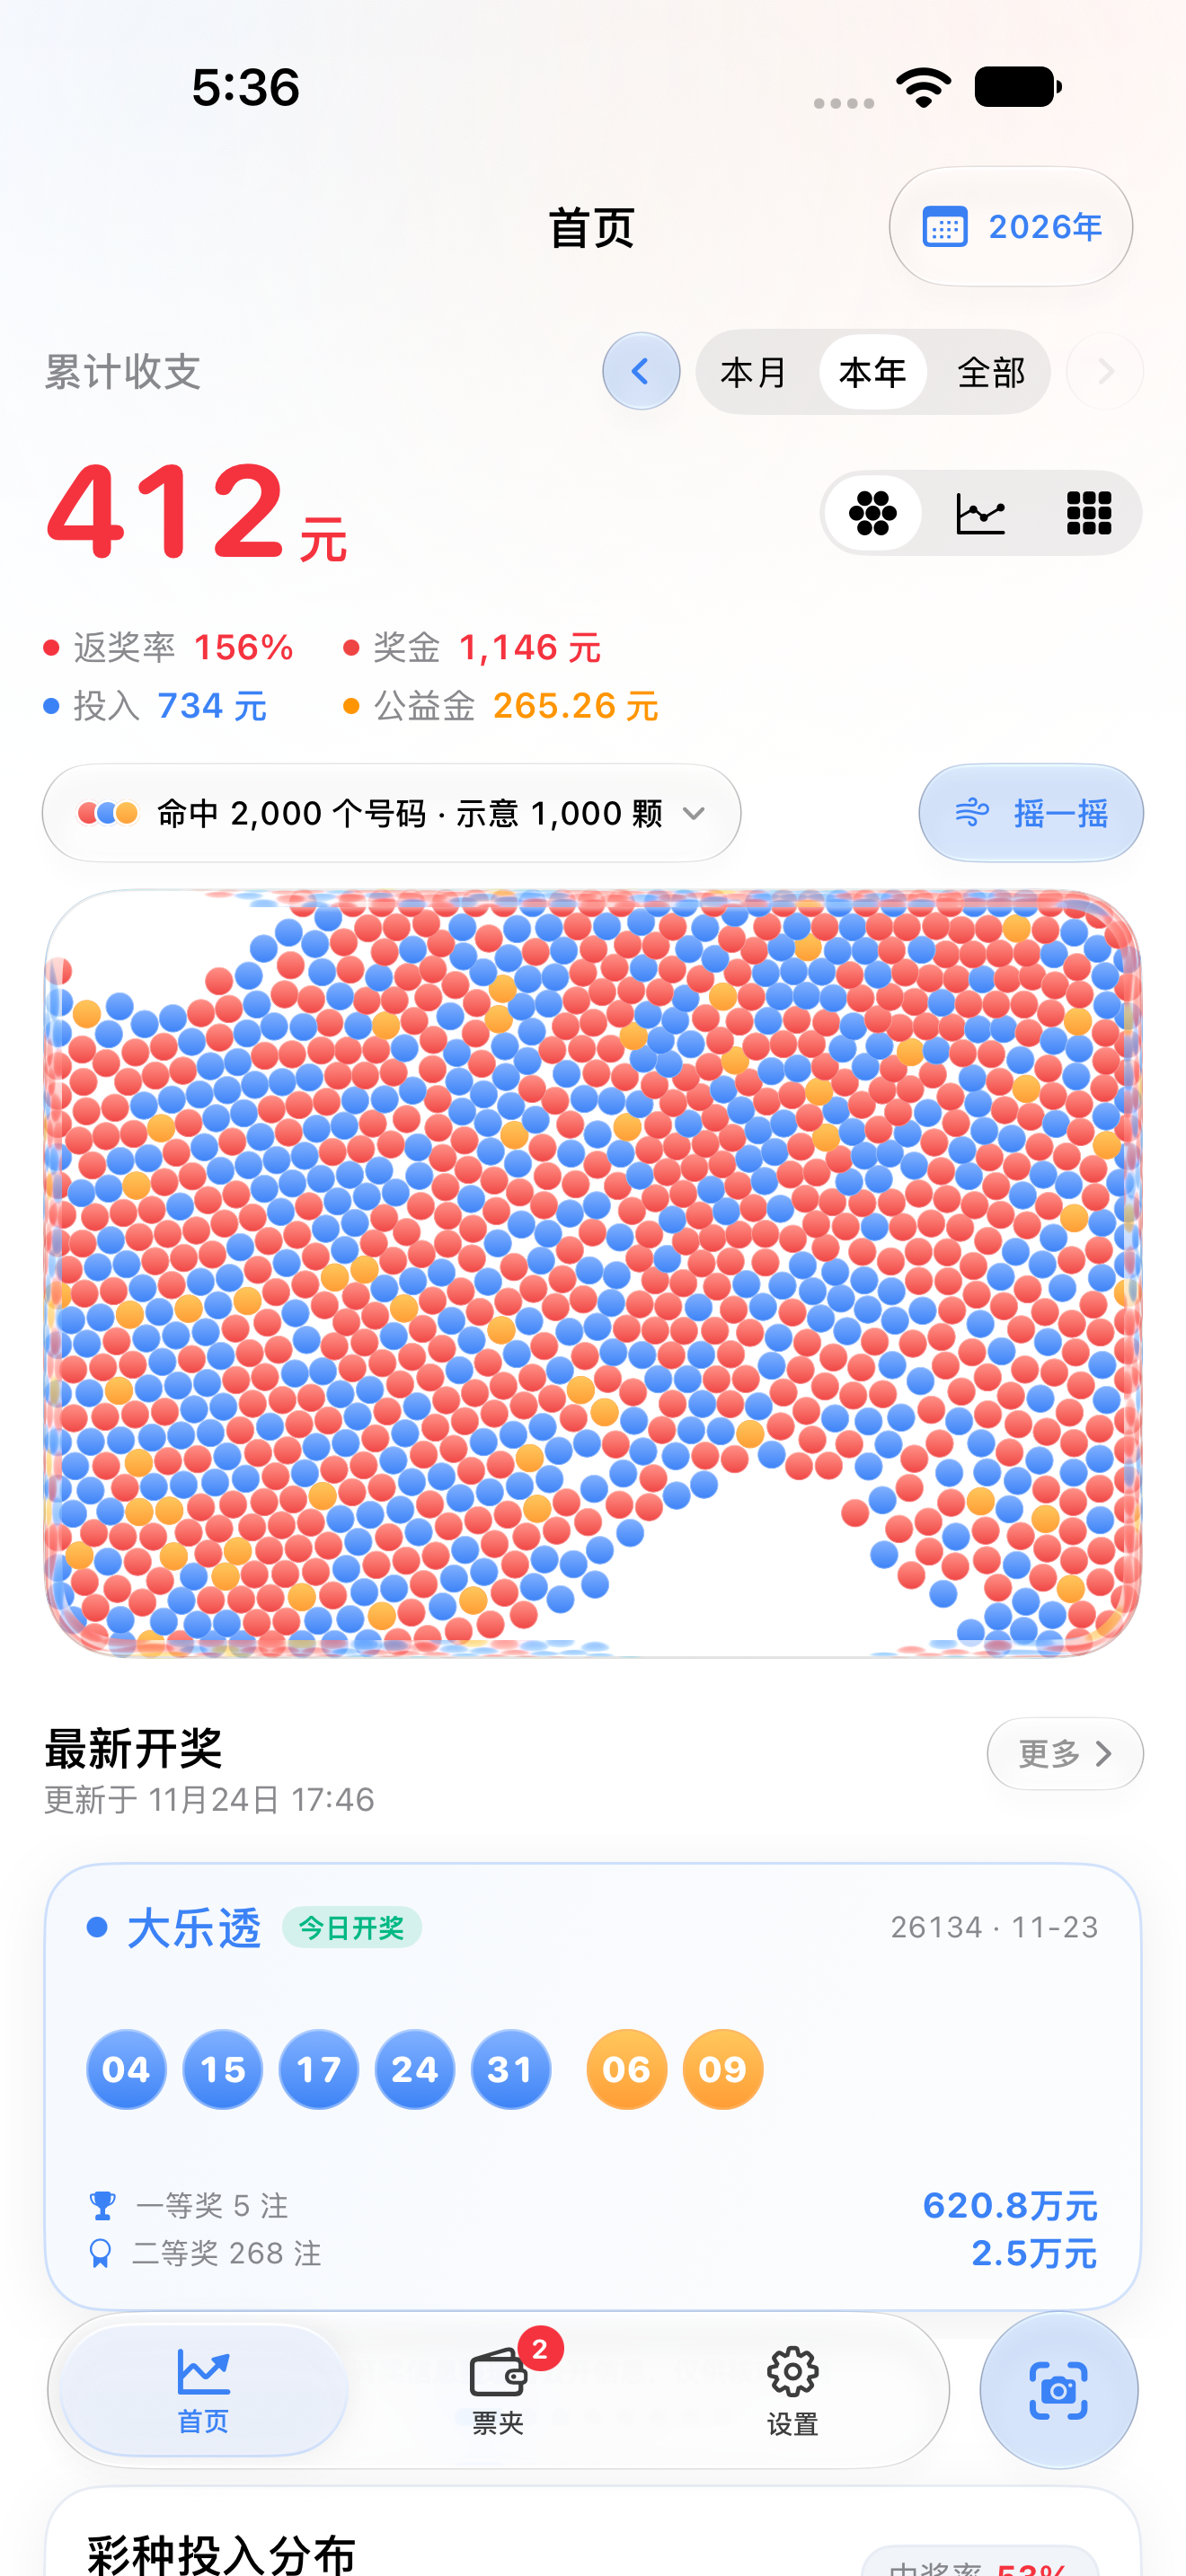 5:36
首页
2026年
累计收支
本月 本年 全部
412元
返奖率 156% 奖金 1,146 元
投入 734 元 公益金 265.26 元
命中 2,000 个号码 · 示意 1,000 颗
摇一摇
最新开奖
更多
更新于 11月24日 17:46
大乐透 今日开奖 26134 · 11-23
04 15 17 24 31 06 09
一等奖 5 注 620.8万元
二等奖 268 注 2.5万元
2
首页 票夹 设置
彩种投入分布
中奖率 53%